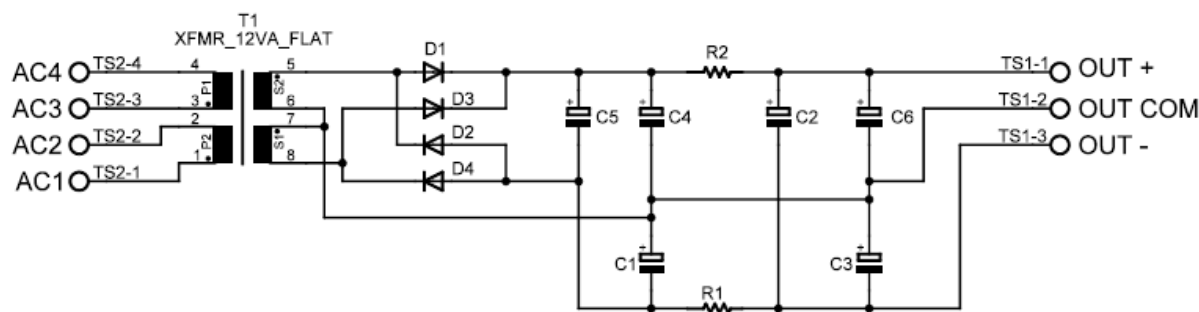 T1
XFMR_12VA_FLAT
AC4 TS2-4 4 P1 S2 5 D1 R2 TS1-1 OUT +
AC3 TS2-3 3 6 D3 + C5 + C4 + C2 + C6 TS1-2 OUT COM
AC2 TS2-2 2 P2 S1 7 D2 TS1-3 OUT -
AC1 TS2-1 1 8 D4
+ C1 + C3
R1